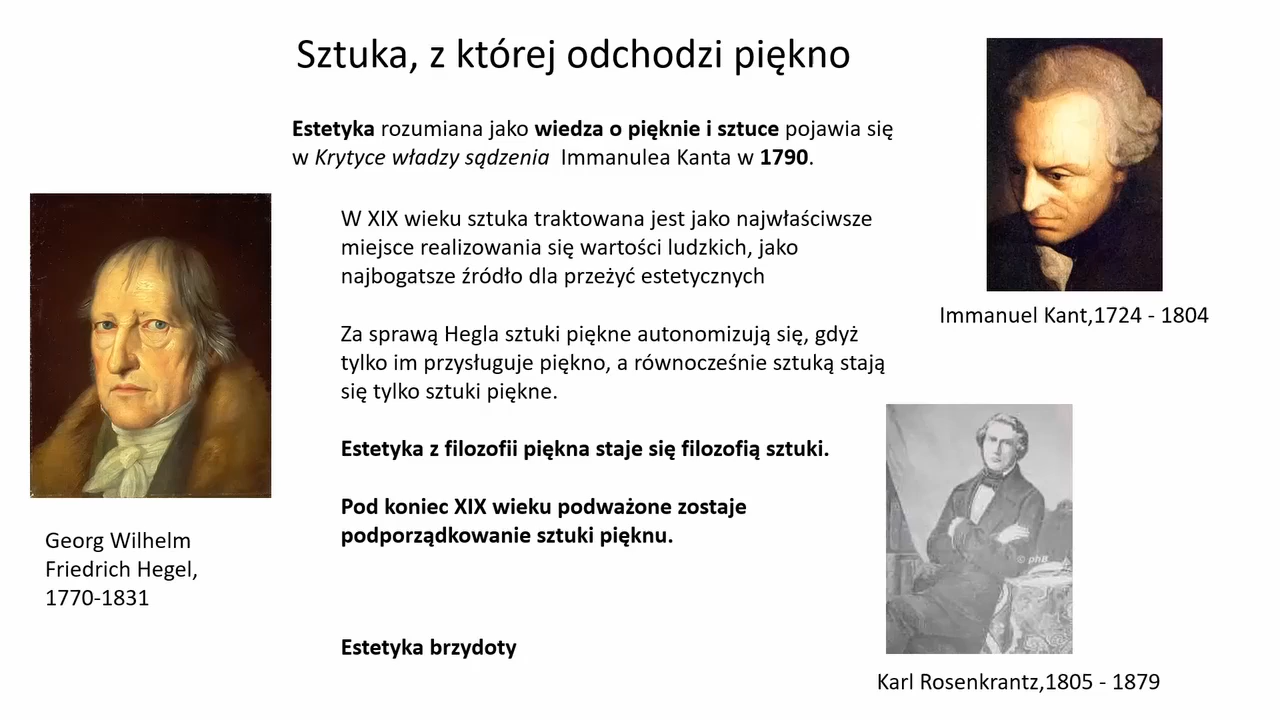 Sztuka, z której odchodzi piękno
Estetyka rozumiana jako wiedza o pięknie i sztuce pojawia się
w Krytyce władzy sądzenia Immanulea Kanta w 1790.
W XIX wieku sztuka traktowana jest jako najwłaściwsze
miejsce realizowania się wartości ludzkich, jako
najbogatsze źródło dla przeżyć estetycznych
Immanuel Kant,1724 - 1804
Za sprawą Hegla sztuki piękne autonomizują się, gdyż
tylko im przysługuje piękno, a równocześnie sztuką stają
się tylko sztuki piękne.
Estetyka z filozofii piękna staje się filozofią sztuki.
Pod koniec XIX wieku podważone zostaje
podporządkowanie sztuki pięknu.
Georg Wilhelm
Friedrich Hegel,
1770-1831
© phB
Estetyka brzydoty
Karl Rosenkrantz,1805 - 1879